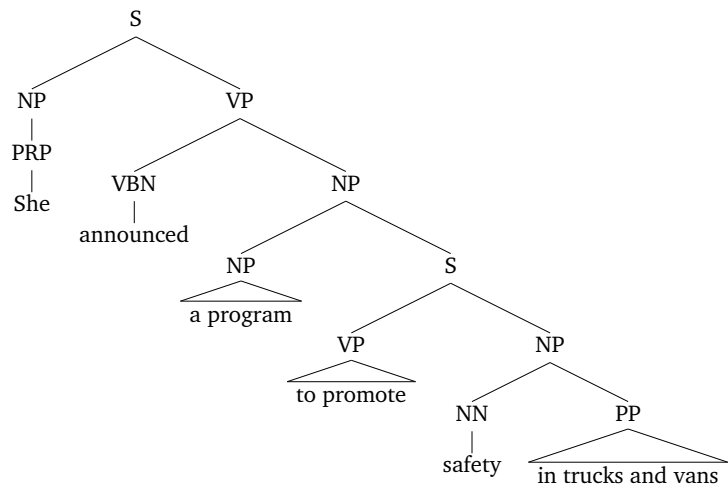 S
NP VP
PRP VBN NP
She announced
NP S
a program
VP NP
to promote
NN PP
safety in trucks and vans